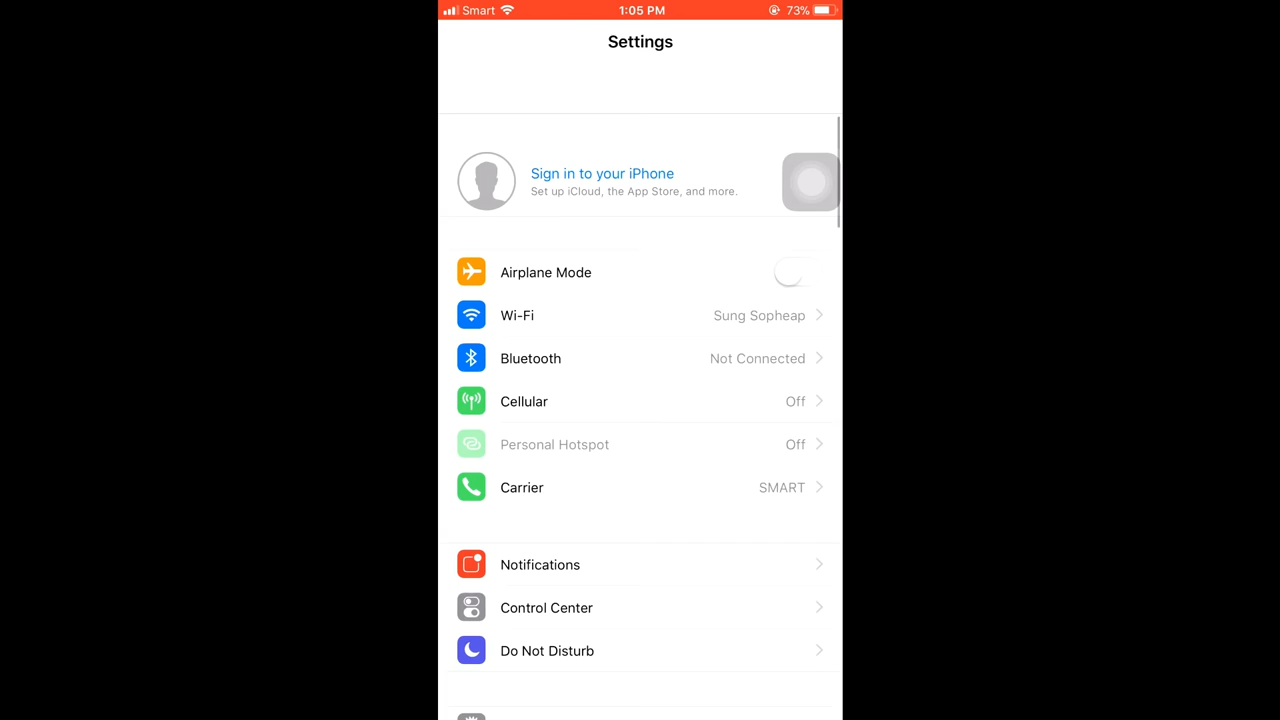 Smart 1:05 PM 73%
Settings
Sign in to your iPhone
Set up iCloud, the App Store, and more.
Airplane Mode
Wi-Fi Sung Sopheap
Bluetooth Not Connected
Cellular Off
Personal Hotspot Off
Carrier SMART
Notifications
Control Center
Do Not Disturb